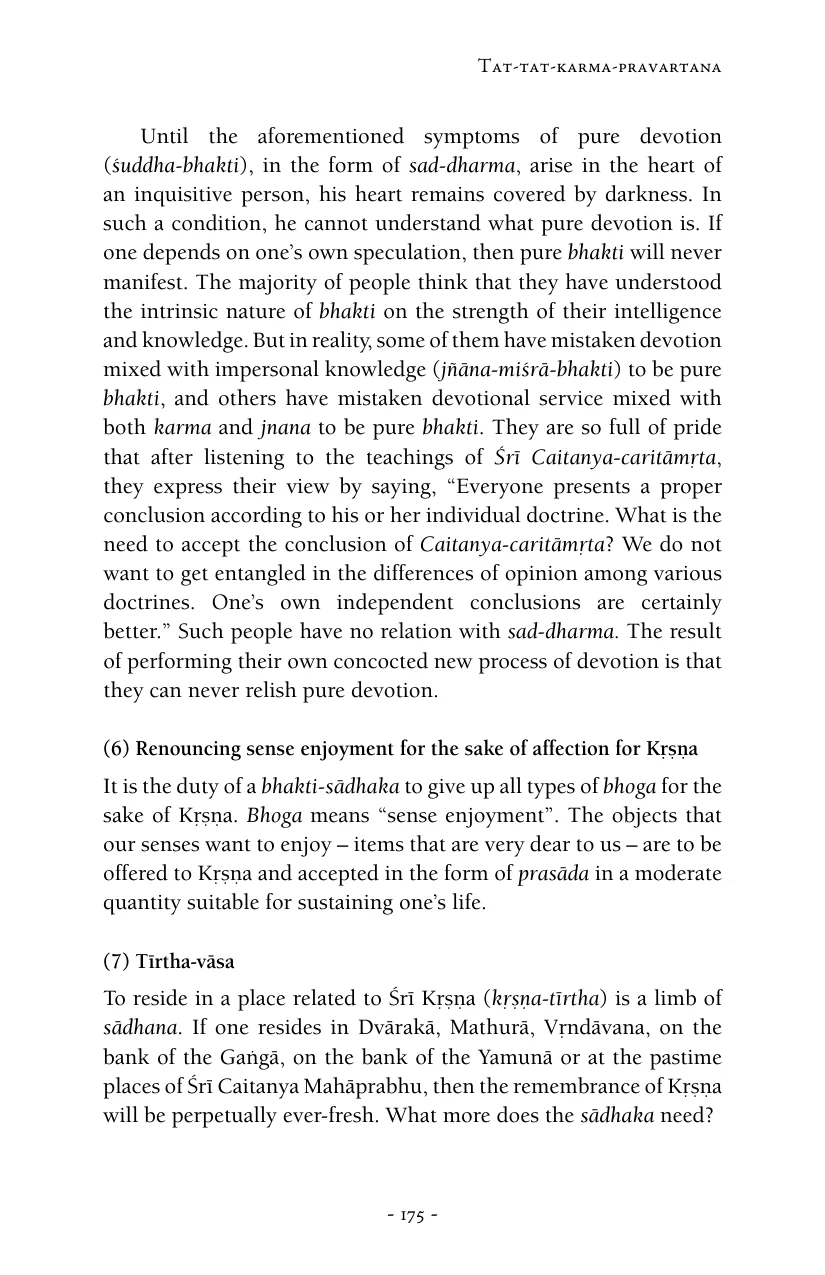 Tat-tat-karma-pravartana
Until the aforementioned symptoms of pure devotion
(śuddha-bhakti), in the form of sad-dharma, arise in the heart of
an inquisitive person, his heart remains covered by darkness. In
such a condition, he cannot understand what pure devotion is. If
one depends on one’s own speculation, then pure bhakti will never
manifest. The majority of people think that they have understood
the intrinsic nature of bhakti on the strength of their intelligence
and knowledge. But in reality, some of them have mistaken devotion
mixed with impersonal knowledge (jñāna-miśrā-bhakti) to be pure
bhakti, and others have mistaken devotional service mixed with
both karma and jnana to be pure bhakti. They are so full of pride
that after listening to the teachings of Śrī Caitanya-caritāmṛta,
they express their view by saying, “Everyone presents a proper
conclusion according to his or her individual doctrine. What is the
need to accept the conclusion of Caitanya-caritāmṛta? We do not
want to get entangled in the differences of opinion among various
doctrines. One’s own independent conclusions are certainly
better.” Such people have no relation with sad-dharma. The result
of performing their own concocted new process of devotion is that
they can never relish pure devotion.
(6) Renouncing sense enjoyment for the sake of affection for Kṛṣṇa
It is the duty of a bhakti-sādhaka to give up all types of bhoga for the
sake of Kṛṣṇa. Bhoga means “sense enjoyment”. The objects that
our senses want to enjoy – items that are very dear to us – are to be
offered to Kṛṣṇa and accepted in the form of prasāda in a moderate
quantity suitable for sustaining one’s life.
(7) Tīrtha-vāsa
To reside in a place related to Śrī Kṛṣṇa (kṛṣṇa-tīrtha) is a limb of
sādhana. If one resides in Dvārakā, Mathurā, Vṛndāvana, on the
bank of the Gaṅgā, on the bank of the Yamunā or at the pastime
places of Śrī Caitanya Mahāprabhu, then the remembrance of Kṛṣṇa
will be perpetually ever-fresh. What more does the sādhaka need?
- 175 -